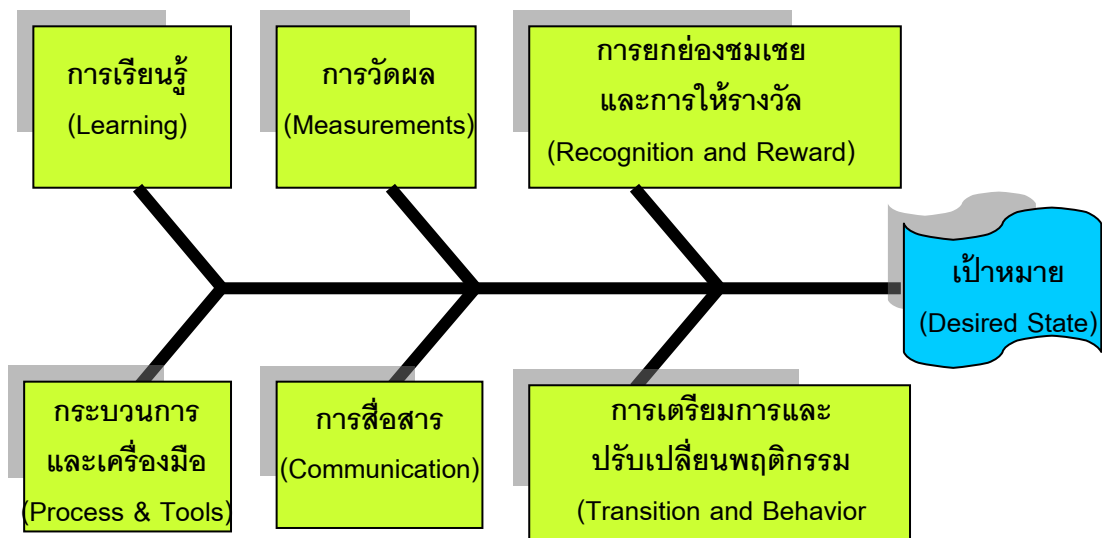 การเรียนรู้
(Learning)
การวัดผล
(Measurements)
การยกย่องชมเชย
และการให้รางวัล
(Recognition and Reward)
เป้าหมาย
(Desired State)
กระบวนการ
และเครื่องมือ
(Process & Tools)
การสื่อสาร
(Communication)
การเตรียมการและ
ปรับเปลี่ยนพฤติกรรม
(Transition and Behavior